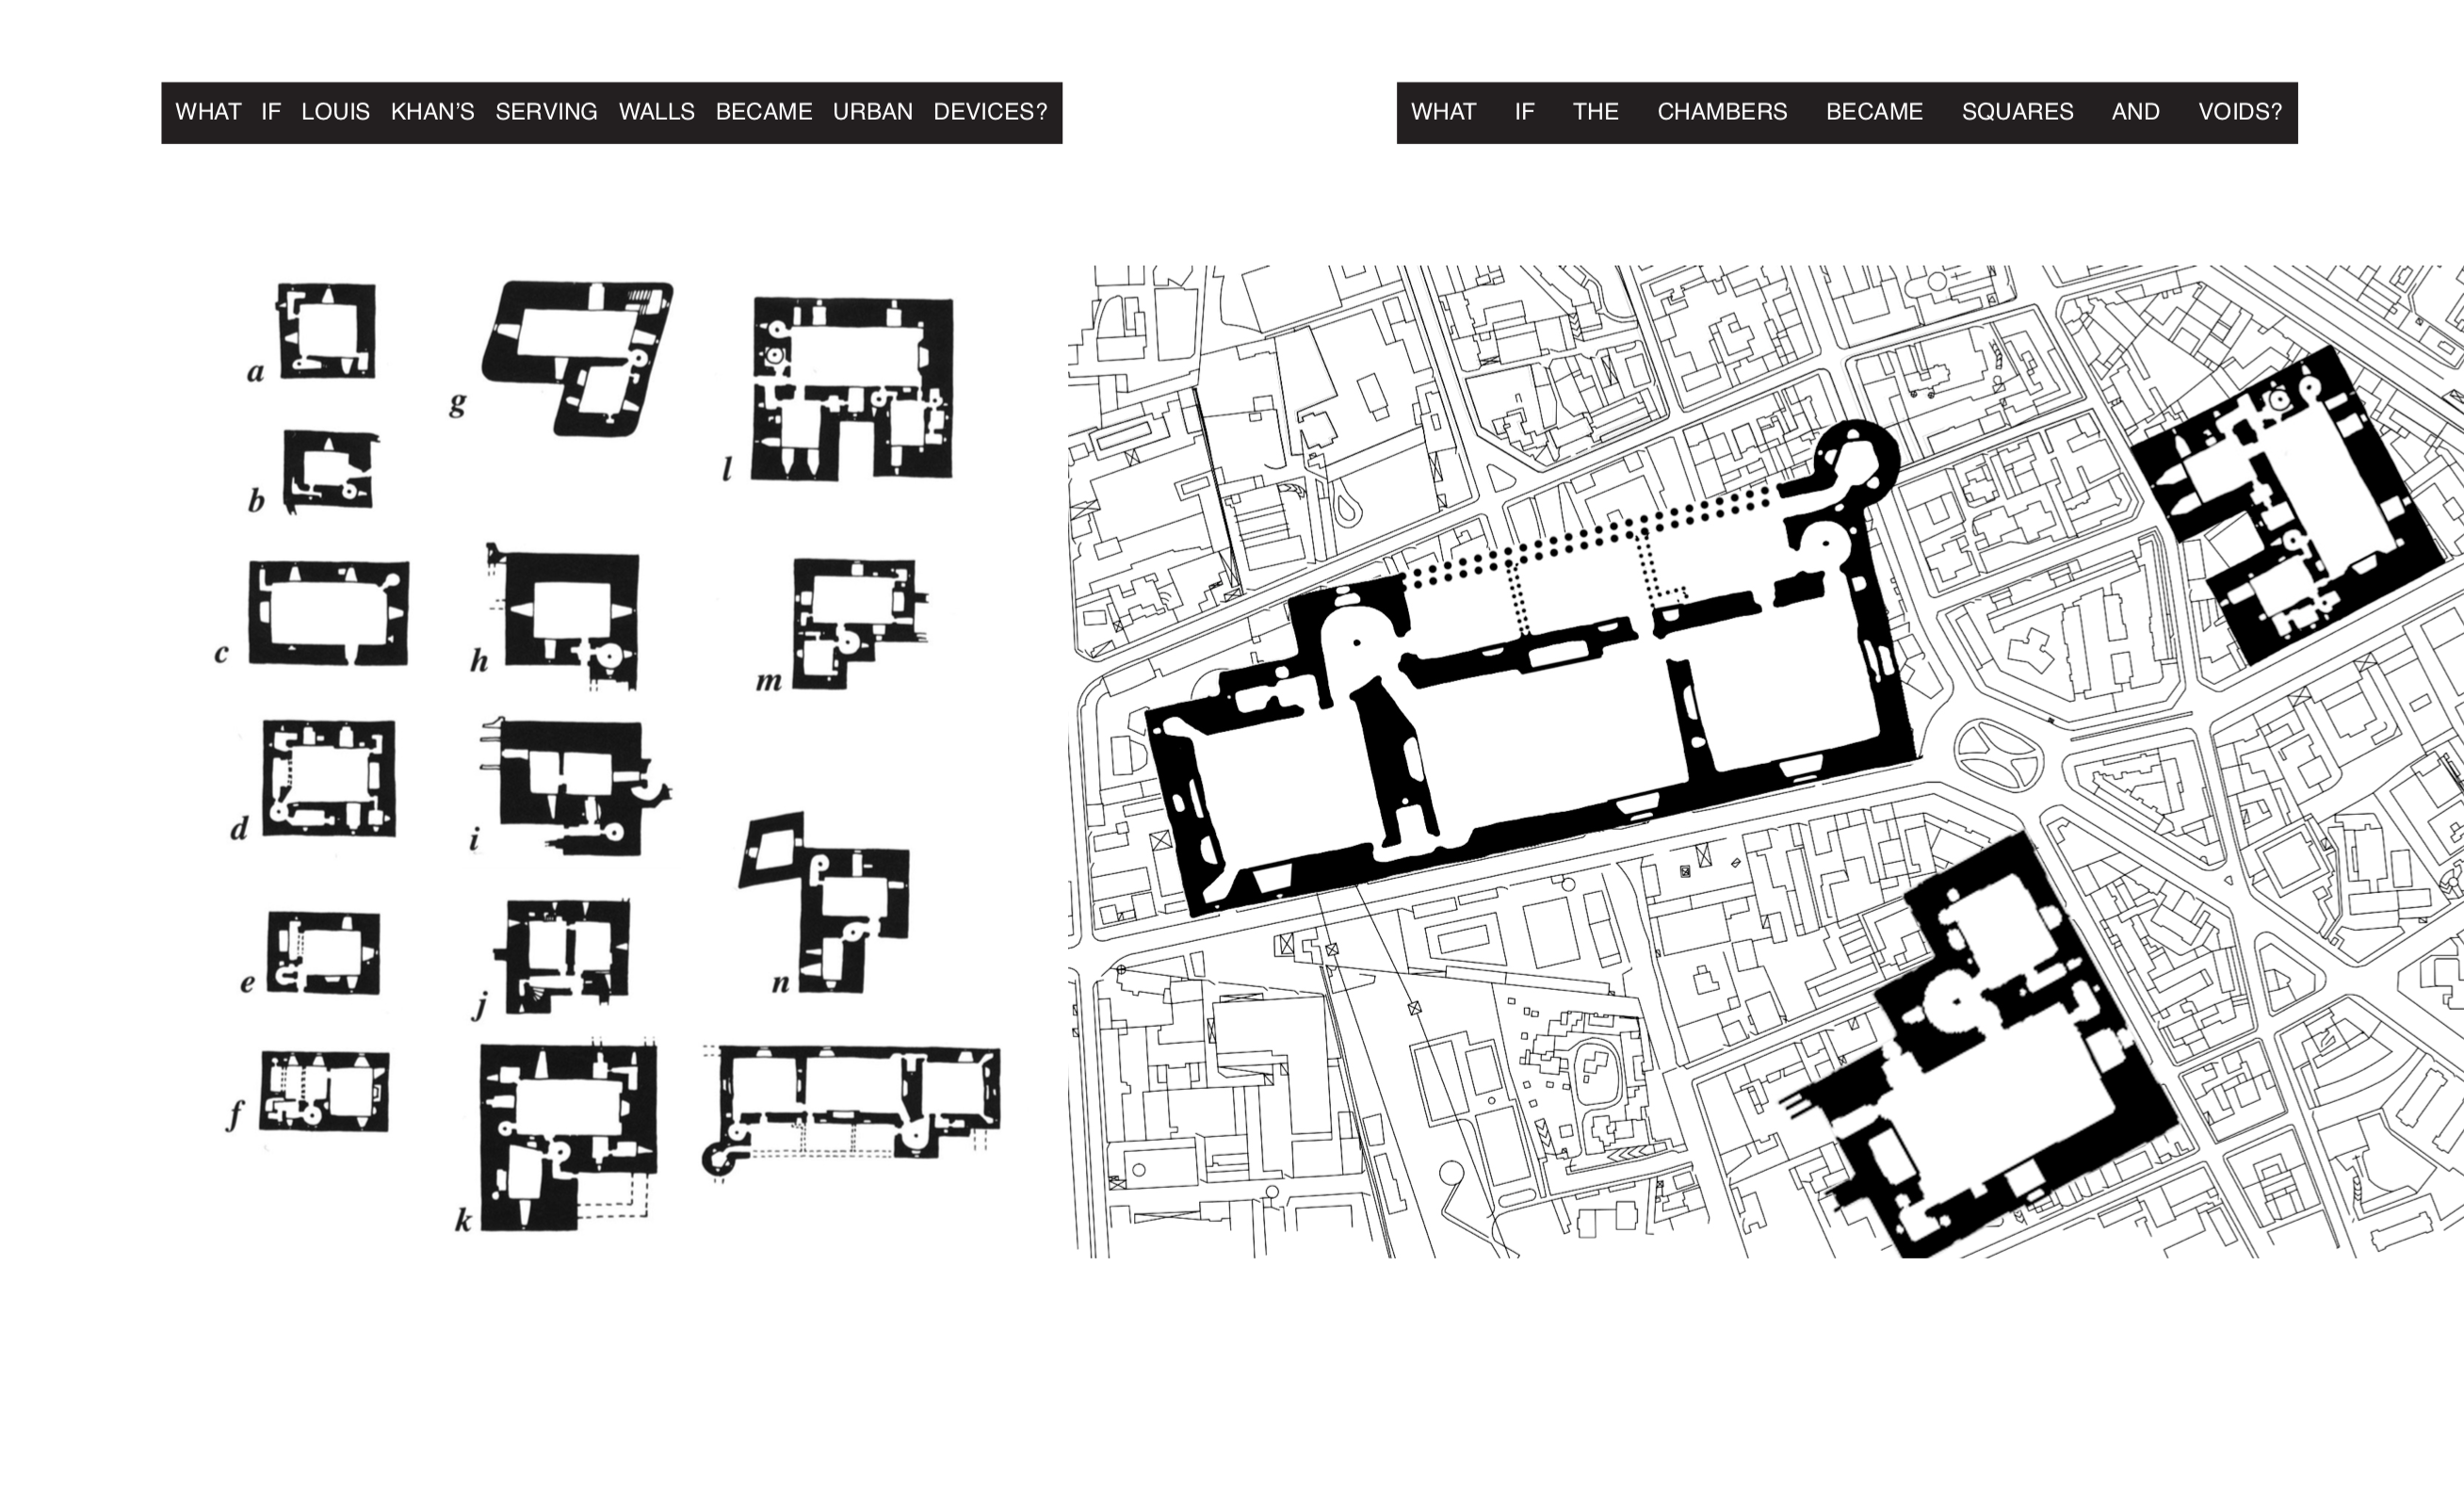 WHAT IF LOUIS KHAN'S SERVING WALLS BECAME URBAN DEVICES?
WHAT IF THE CHAMBERS BECAME SQUARES AND VOIDS?
a
b
c
d
e
f
g
h
i
j
k
l
m
n